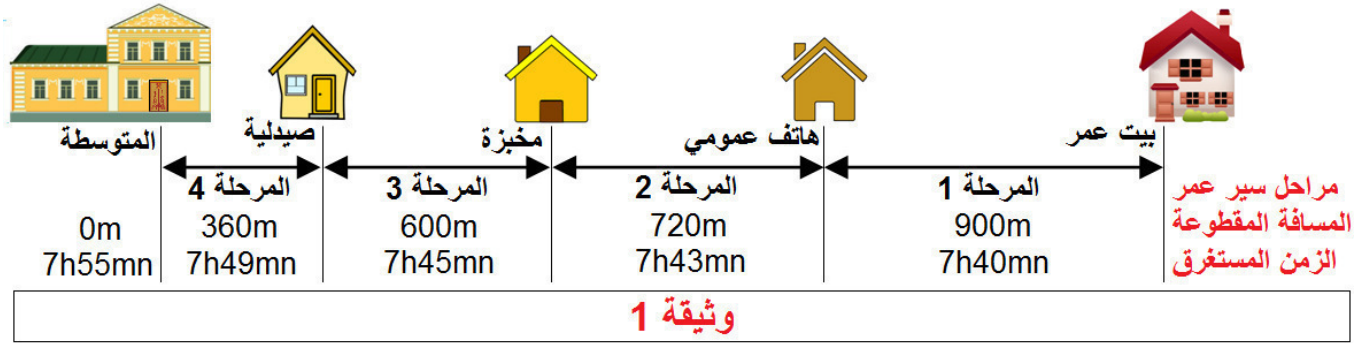 بيت عمر
هاتف عمومي
مخبزة
صيدلية
المتوسطة
مراحل سير عمر
المرحلة 1
المرحلة 2
المرحلة 3
المرحلة 4
المسافة المقطوعة
900m
720m
600m
360m
0m
الزمن المستغرق
7h40mn
7h43mn
7h45mn
7h49mn
7h55mn
وثيقة 1